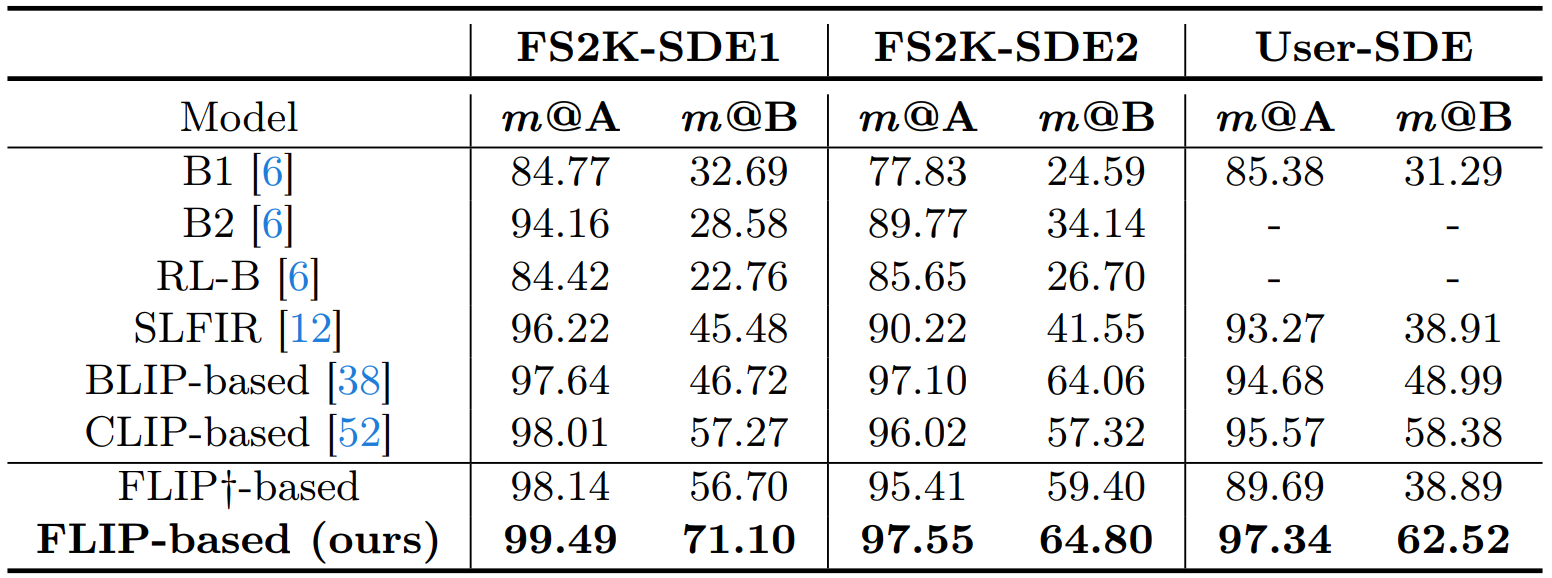 FS2K-SDE1 FS2K-SDE2 User-SDE
Model m@A m@B m@A m@B m@A m@B
B1 [6] 84.77 32.69 77.83 24.59 85.38 31.29
B2 [6] 94.16 28.58 89.77 34.14 - -
RL-B [6] 84.42 22.76 85.65 26.70 - -
SLFIR [12] 96.22 45.48 90.22 41.55 93.27 38.91
BLIP-based [38] 97.64 46.72 97.10 64.06 94.68 48.99
CLIP-based [52] 98.01 57.27 96.02 57.32 95.57 58.38
FLIP†-based 98.14 56.70 95.41 59.40 89.69 38.89
FLIP-based (ours) 99.49 71.10 97.55 64.80 97.34 62.52